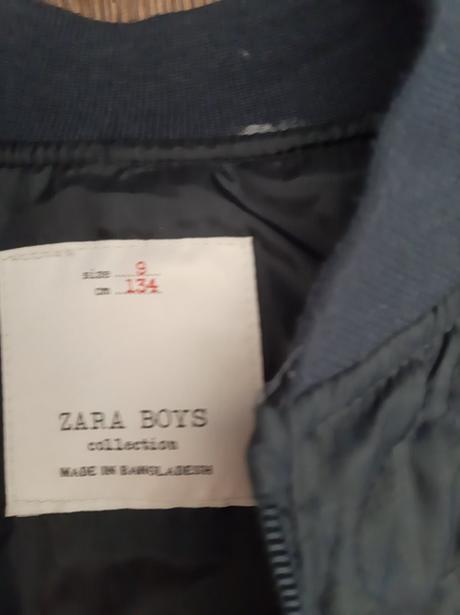 size 9
cm 134
ZARA BOYS
collection
MADE IN BANGLADESH